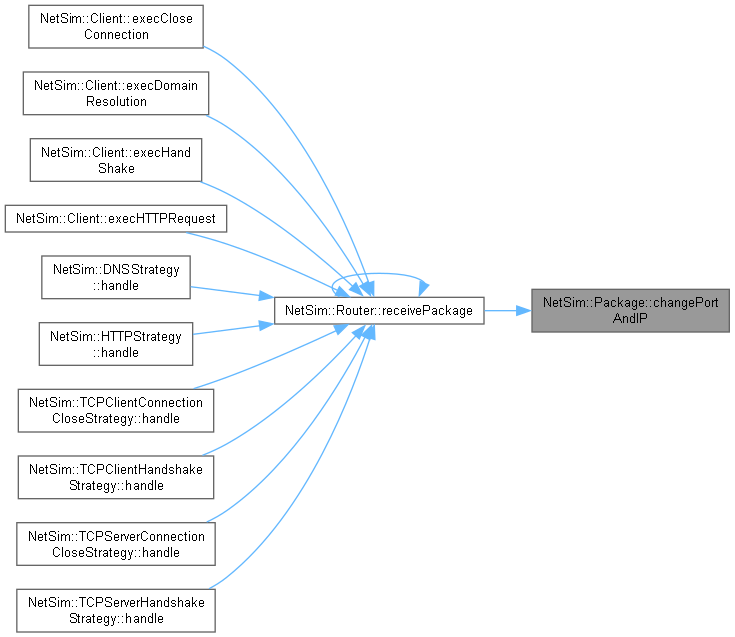 NetSim::Client::execClose
Connection
NetSim::Client::execDomain
Resolution
NetSim::Client::execHand
Shake
NetSim::Client::execHTTPRequest
NetSim::DNSStrategy
::handle
NetSim::HTTPStrategy
::handle
NetSim::TCPClientConnection
CloseStrategy::handle
NetSim::TCPClientHandshake
Strategy::handle
NetSim::TCPServerConnection
CloseStrategy::handle
NetSim::TCPServerHandshake
Strategy::handle
NetSim::Router::receivePackage
NetSim::Package::changePort
AndIP